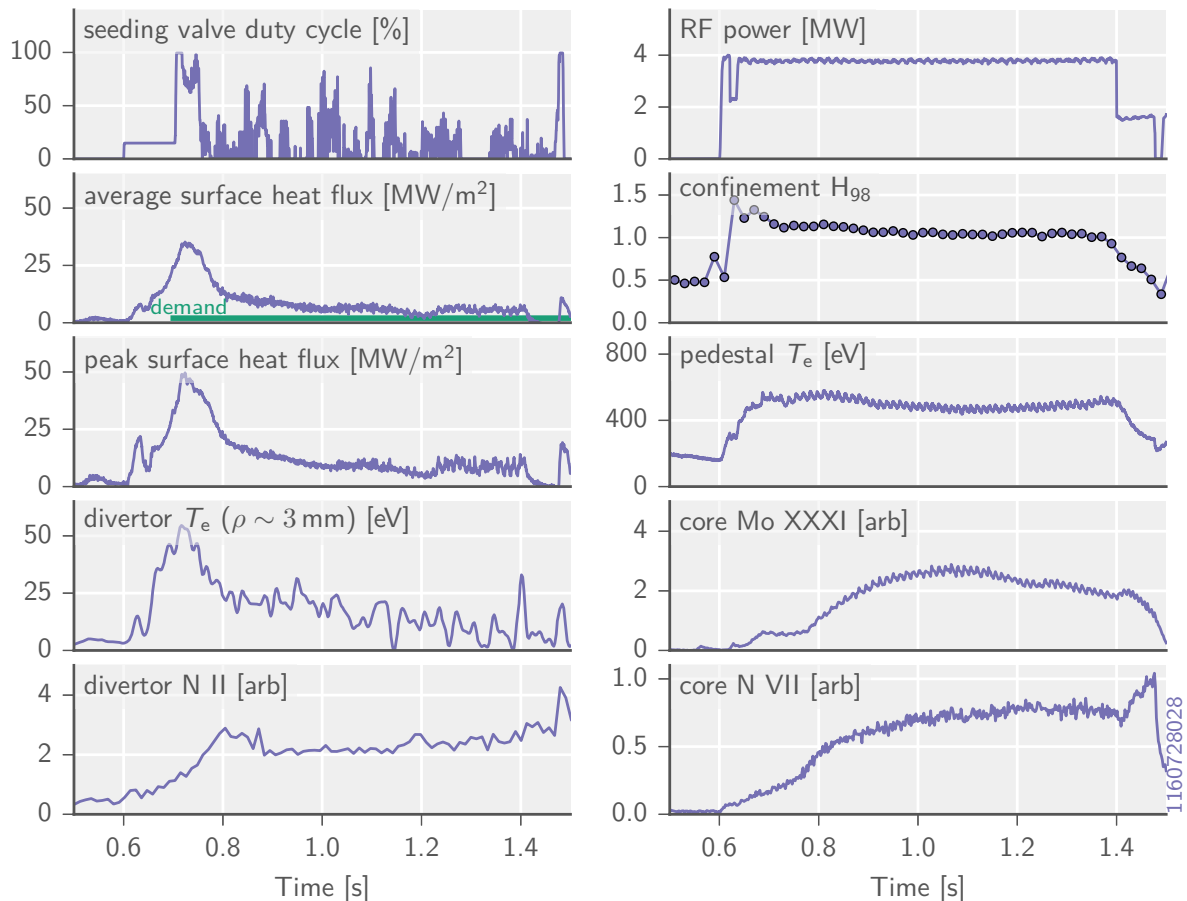 seeding valve duty cycle [%]
100
50
0
average surface heat flux [MW/m²]
50
25
0
demand
peak surface heat flux [MW/m²]
50
25
0
divertor Tₑ (ρ ∼ 3 mm) [eV]
50
25
0
divertor N II [arb]
4
2
0
0.6 0.8 1.0 1.2 1.4
Time [s]
RF power [MW]
4
2
0
confinement H₉₈
1.5
1.0
0.5
0.0
pedestal Tₑ [eV]
800
400
0
core Mo XXXI [arb]
4
2
0
core N VII [arb]
1.0
0.5
0.0
0.6 0.8 1.0 1.2 1.4
Time [s]
1160728028